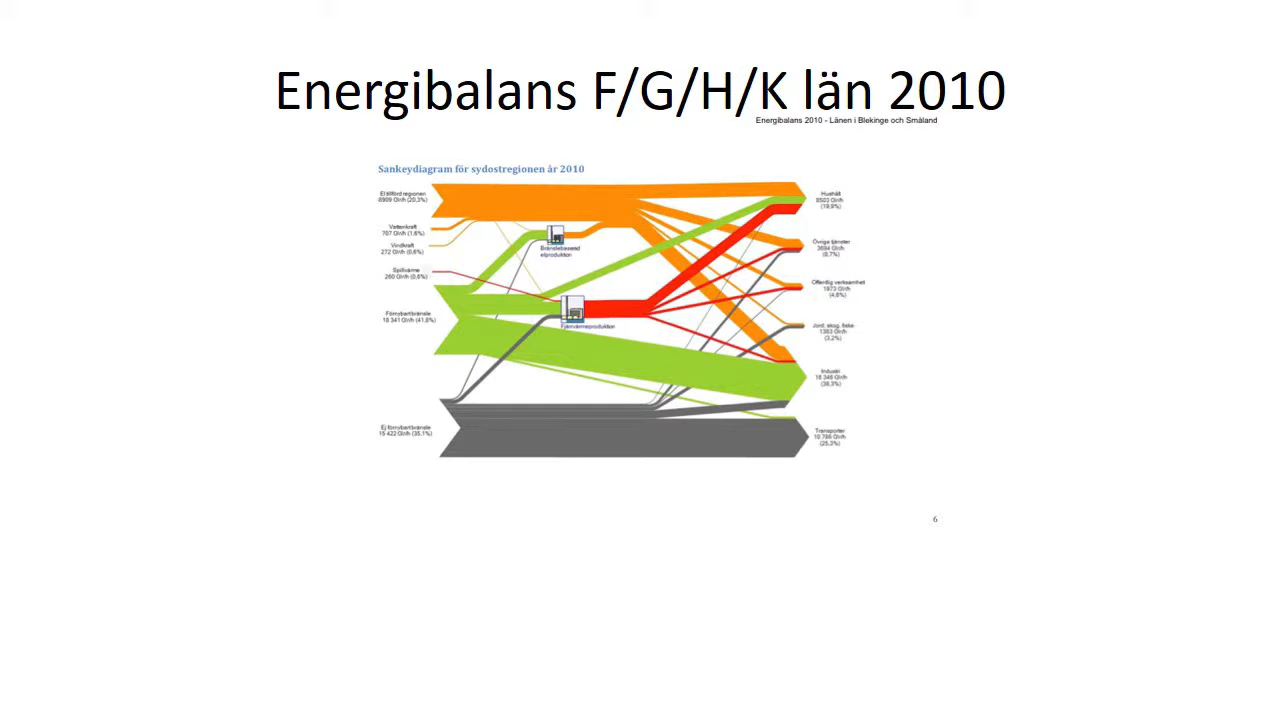 Energibalans F/G/H/K län 2010
Energibalans 2010 - Länen i Blekinge och Småland
Sankeydiagram för sydostregionen år 2010
El tillförd regionen
8909 GWh (20,3%)
Vattenkraft
707 GWh (1,6%)
Vindkraft
272 GWh (0,6%)
Spillvärme
260 GWh (0,6%)
Förnybart bränsle
18 341 GWh (41,8%)
Ej förnybart bränsle
15 422 GWh (35,1%)
Bränslebaserad
elproduktion
Fjärrvärmeproduktion
Hushåll
8503 GWh
(19,9%)
Övriga tjänster
3694 GWh
(8,7%)
Offentlig verksamhet
1973 GWh
(4,6%)
Jord, skog, fiske
1383 GWh
(3,2%)
Industri
16 346 GWh
(38,3%)
Transporter
10 786 GWh
(25,3%)
6